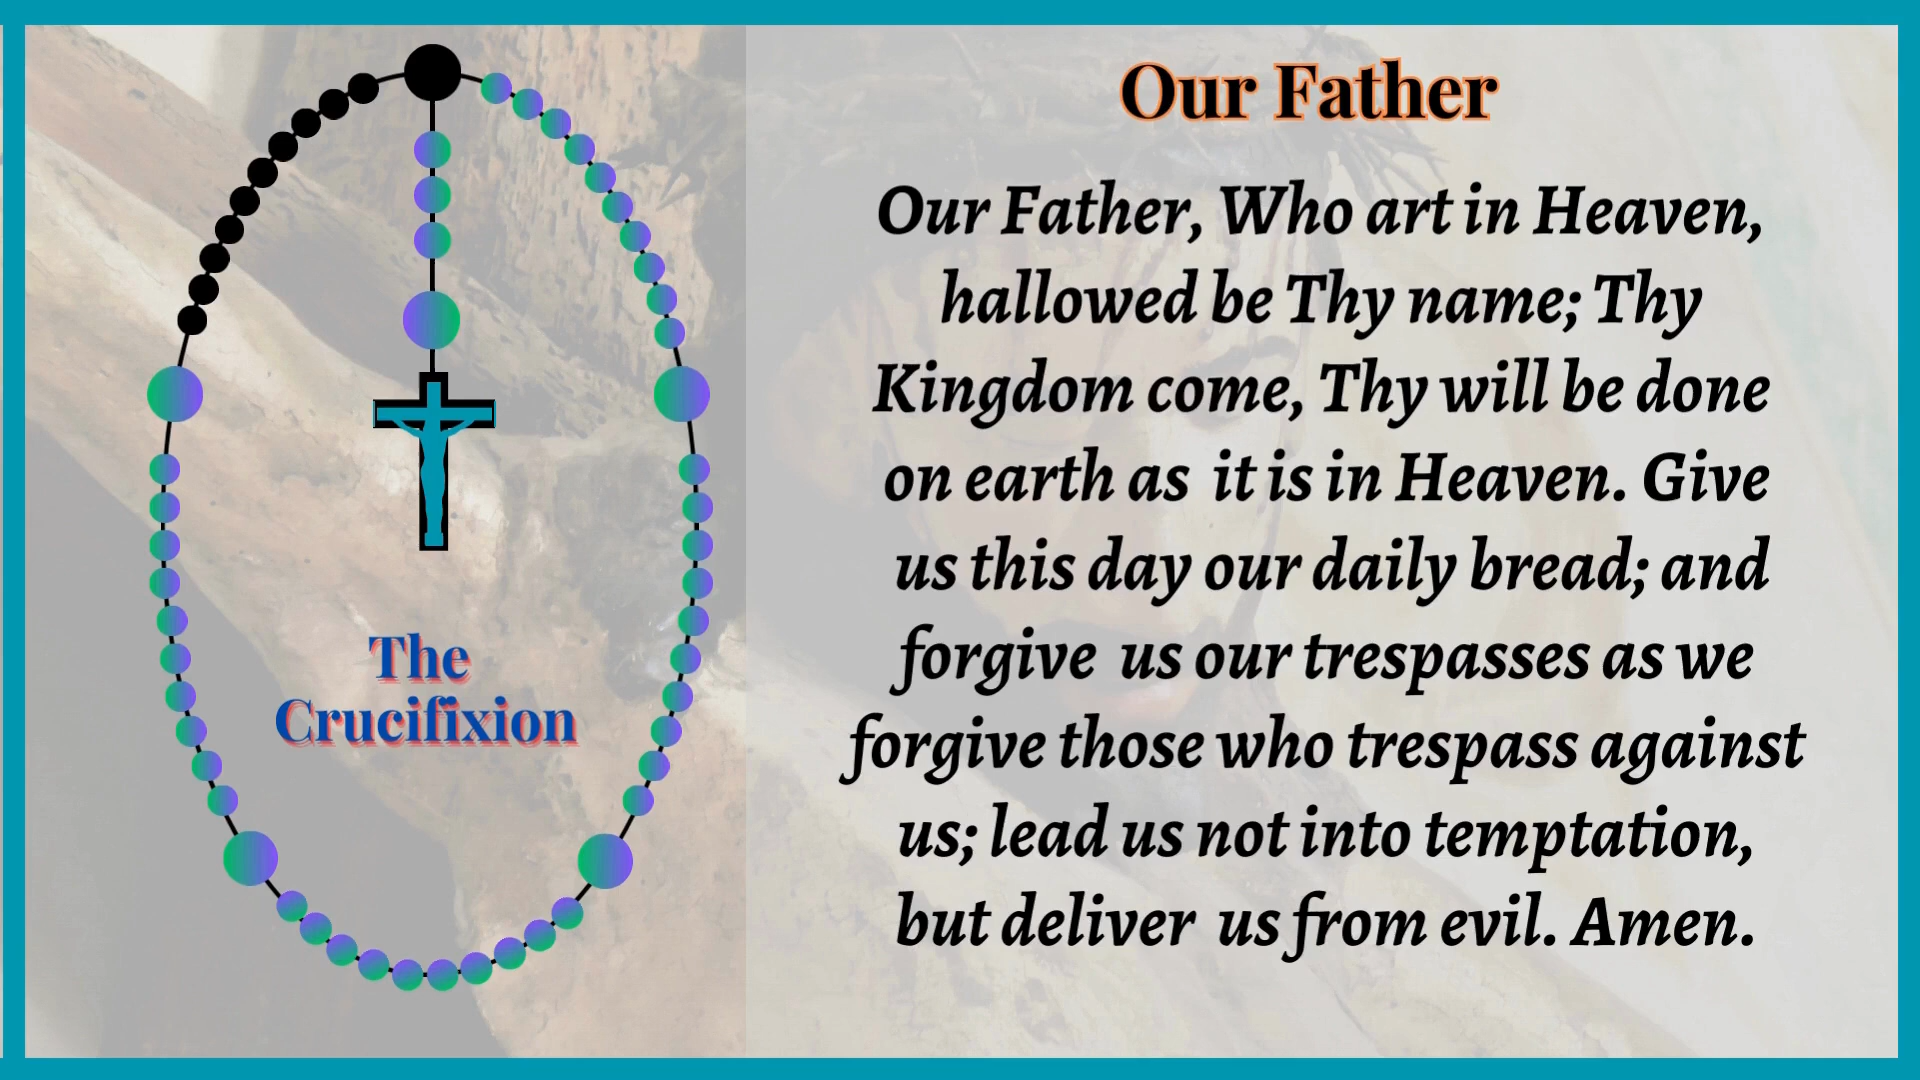 The
Crucifixion
Our Father
Our Father, Who art in Heaven,
hallowed be Thy name; Thy
Kingdom come, Thy will be done
on earth as it is in Heaven. Give
us this day our daily bread; and
forgive us our trespasses as we
forgive those who trespass against
us; lead us not into temptation,
but deliver us from evil. Amen.